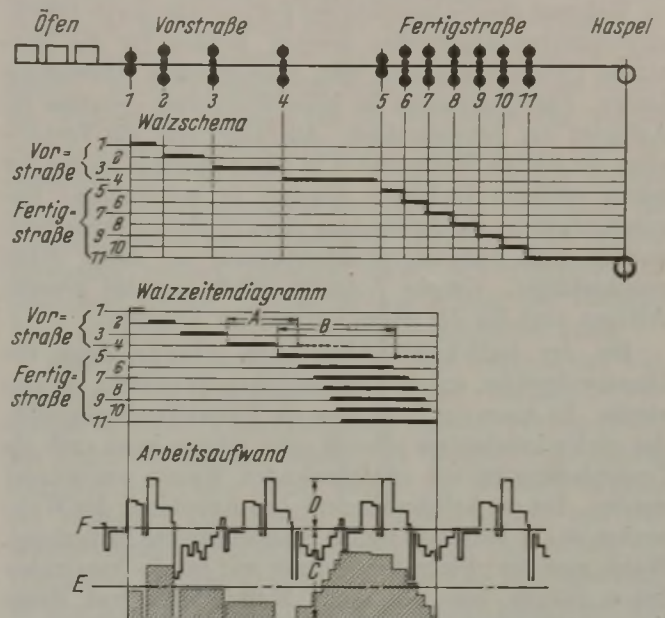 Öfen Vorstraße Fertigstraße Haspel
1 2 3 4 5 6 7 8 9 10 11
Walzschema
Vor=
straße
1
2
3
4
Fertig=
straße
5
6
7
8
9
10
11
Walzzeitendiagramm
Vor=
straße
1
2
3
4
A
B
Fertig=
straße
5
6
7
8
9
10
11
Arbeitsaufwand
D
F
C
E